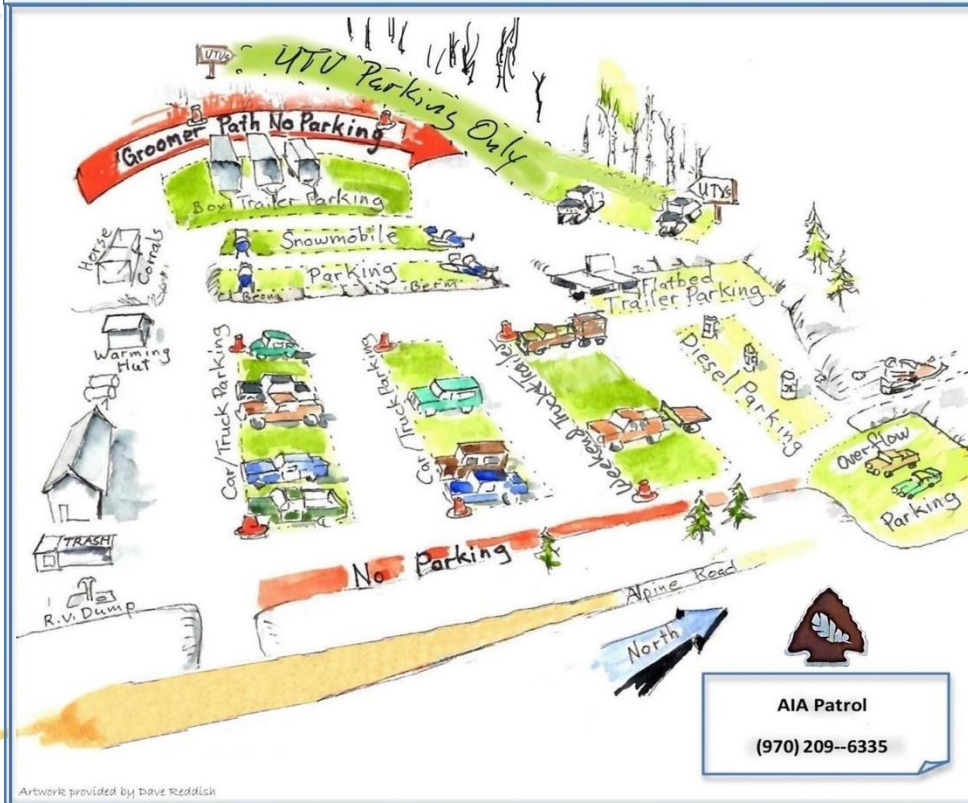 UTVs
UTV Parking Only
Groomer Path No Parking
Box Trailer Parking
UTVs
Horse
Corrals
Snowmobile
Parking
Berm
Flatbed
Trailer Parking
Warming
Hut
Car/Truck Parking
Car/Truck Parking
Weekend Truck/Trailer
Diesel Parking
Overflow
Parking
TRASH
No Parking
R.V. Dump
Alpine Road
North
AIA Patrol
(970) 209--6335
Artwork provided by Dave Reddish